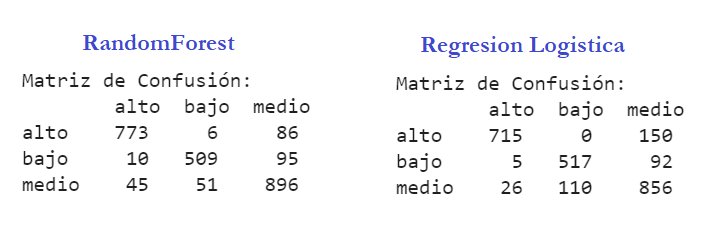 RandomForest
Matriz de Confusión:
alto bajo medio
alto 773 6 86
bajo 10 509 95
medio 45 51 896
Regresion Logistica
Matriz de Confusión:
alto bajo medio
alto 715 0 150
bajo 5 517 92
medio 26 110 856